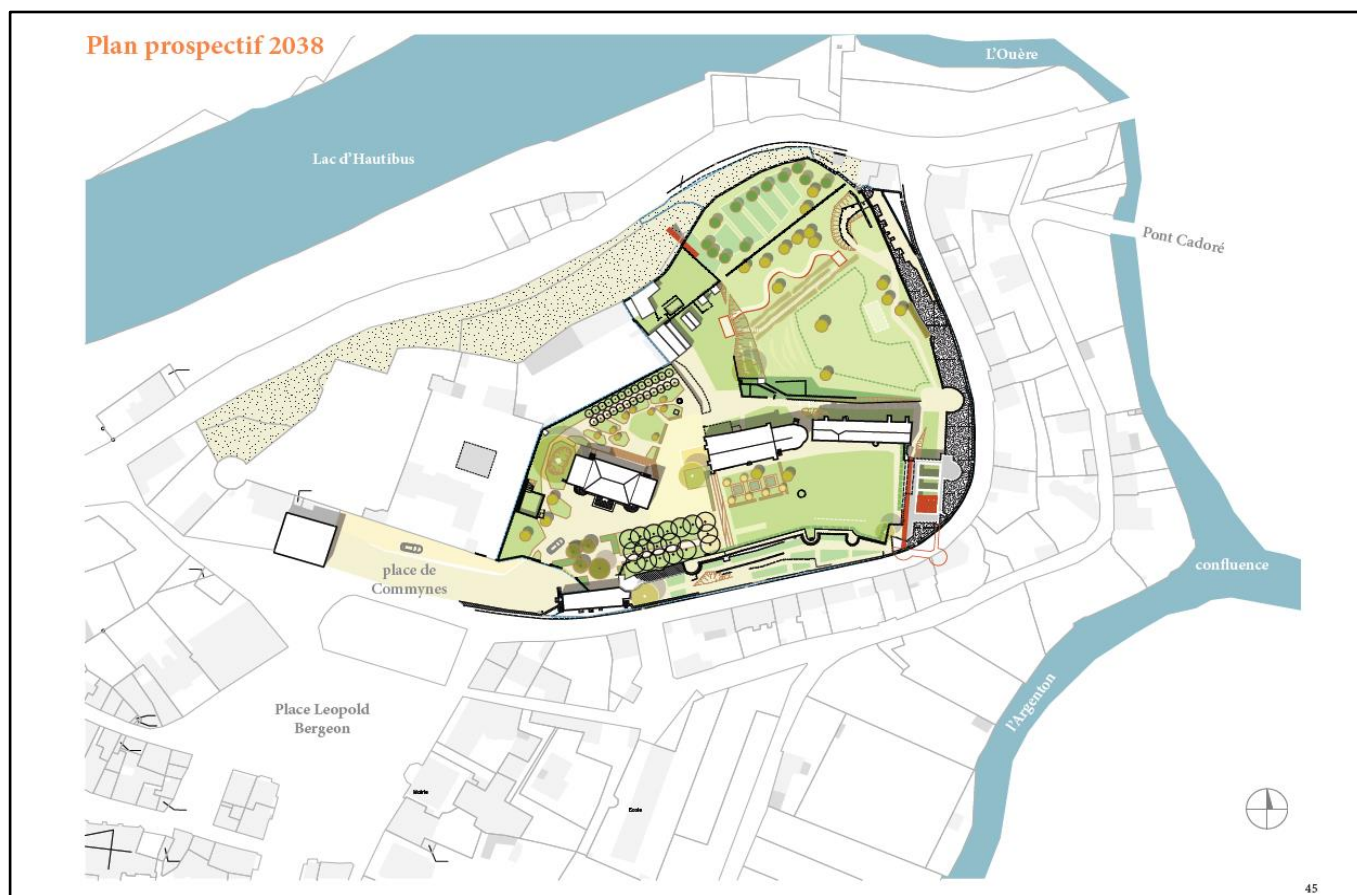 Plan prospectif 2038
L'Ouère
Lac d'Hautibus
Pont Cadoré
confluence
place de
Commynes
l'Argenton
Place Leopold
Bergeon
Mairie
Ecole
45